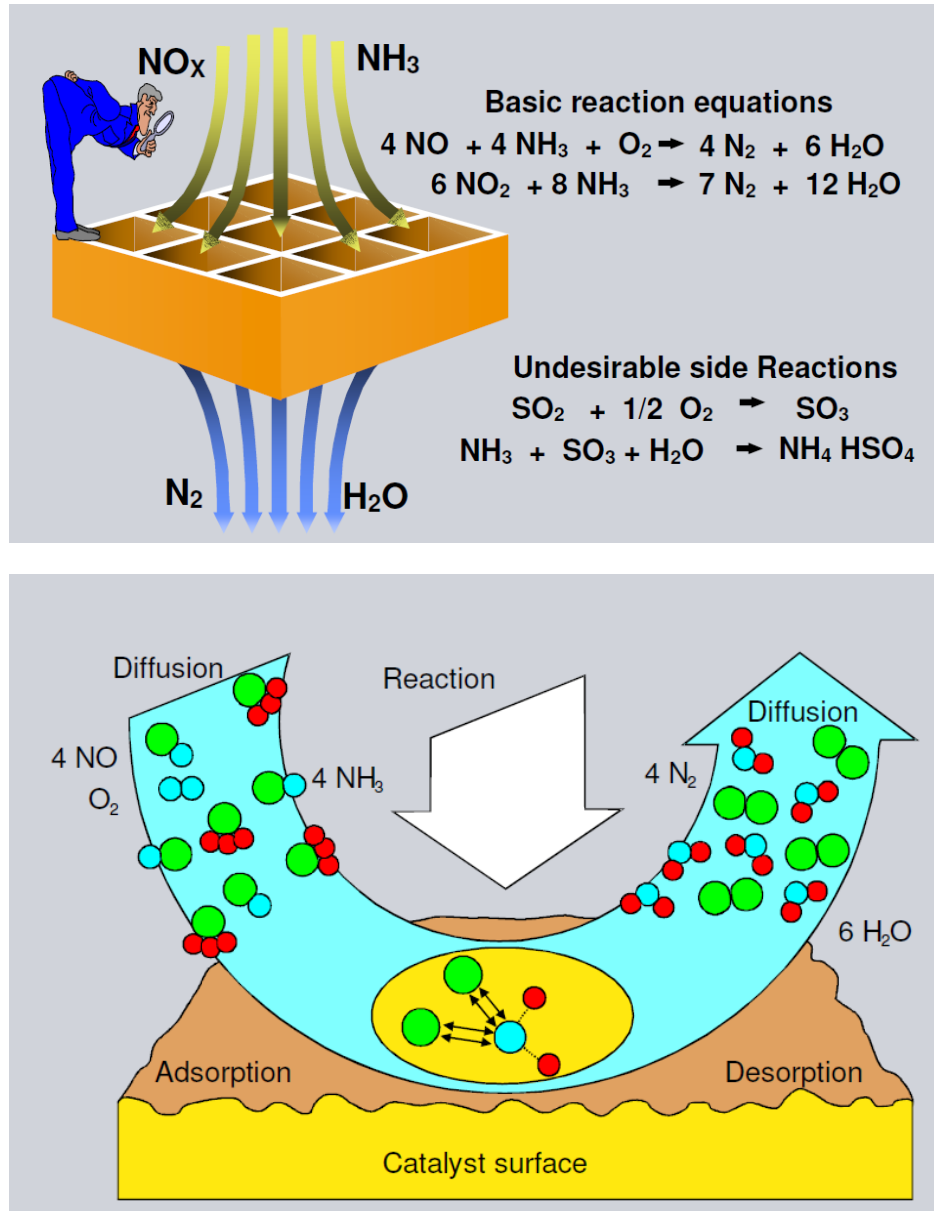 NOX NH3
Basic reaction equations
4 NO + 4 NH3 + O2 → 4 N2 + 6 H2O
6 NO2 + 8 NH3 → 7 N2 + 12 H2O
Undesirable side Reactions
SO2 + 1/2 O2 → SO3
NH3 + SO3 + H2O → NH4 HSO4
N2 H2O
Diffusion
Reaction
Diffusion
4 NO
O2
4 NH3
4 N2
6 H2O
Adsorption
Desorption
Catalyst surface